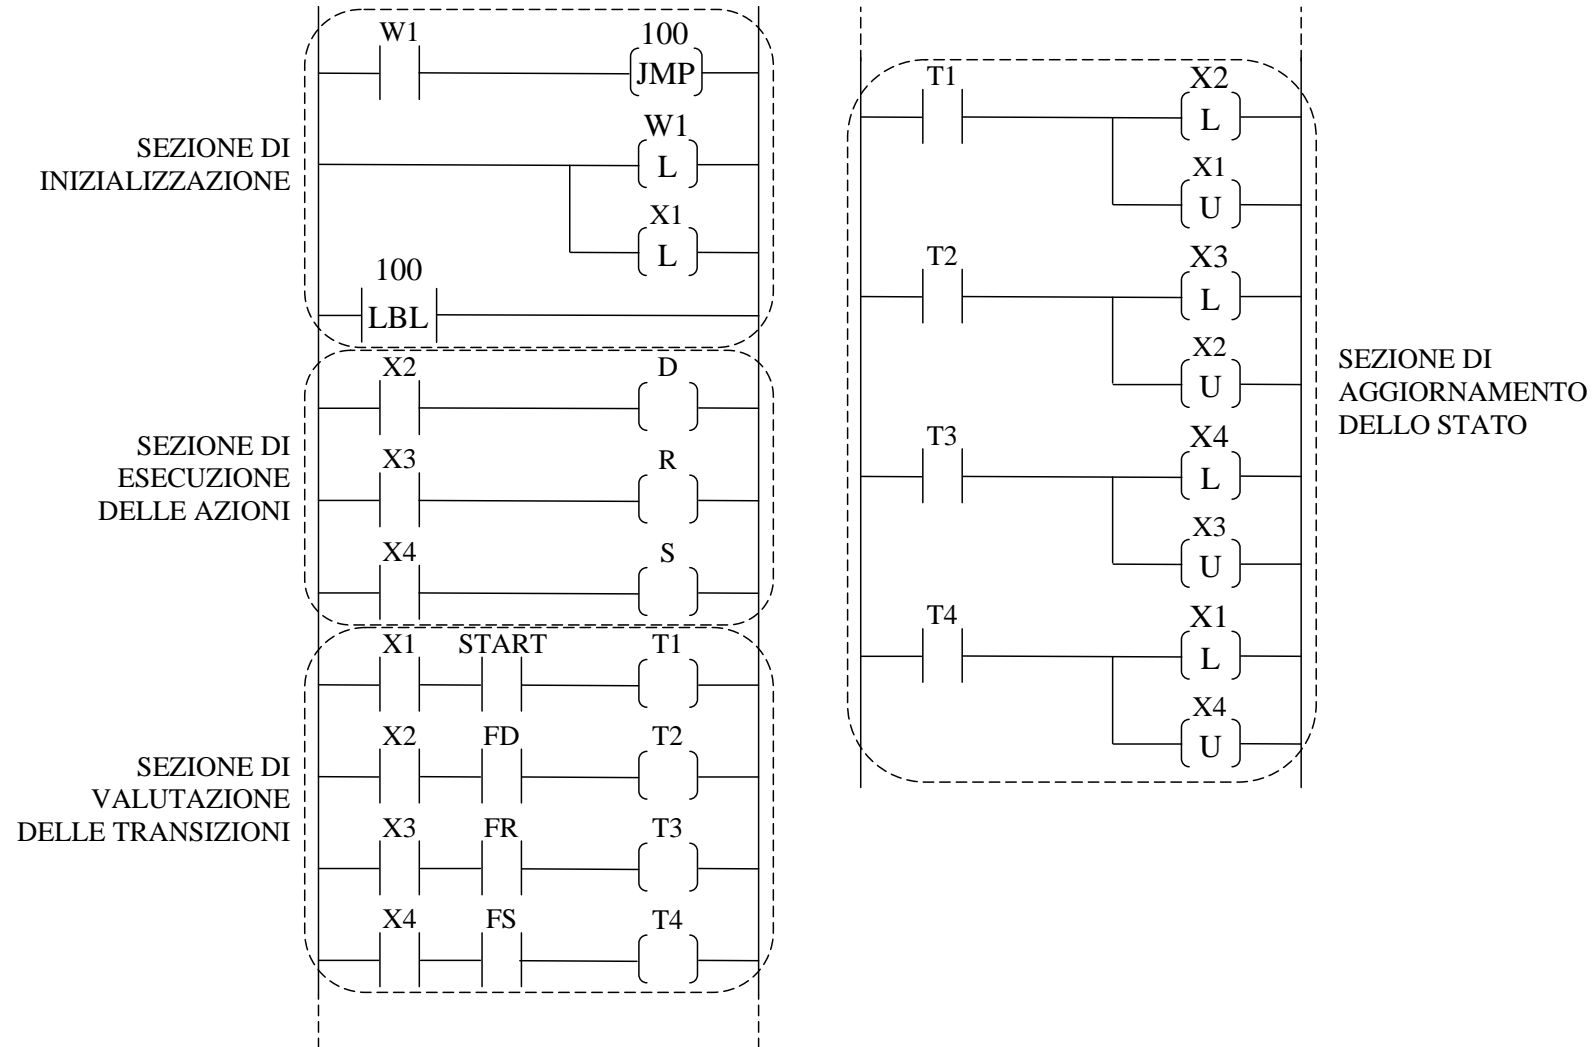 W1
100
JMP
W1
L
X1
L
100
LBL
SEZIONE DI
INIZIALIZZAZIONE
X2
D
X3
R
X4
S
SEZIONE DI
ESECUZIONE
DELLE AZIONI
X1 START T1
X2 FD T2
X3 FR T3
X4 FS T4
SEZIONE DI
VALUTAZIONE
DELLE TRANSIZIONI
T1
X2
L
X1
U
T2
X3
L
X2
U
T3
X4
L
X3
U
T4
X1
L
X4
U
SEZIONE DI
AGGIORNAMENTO
DELLO STATO